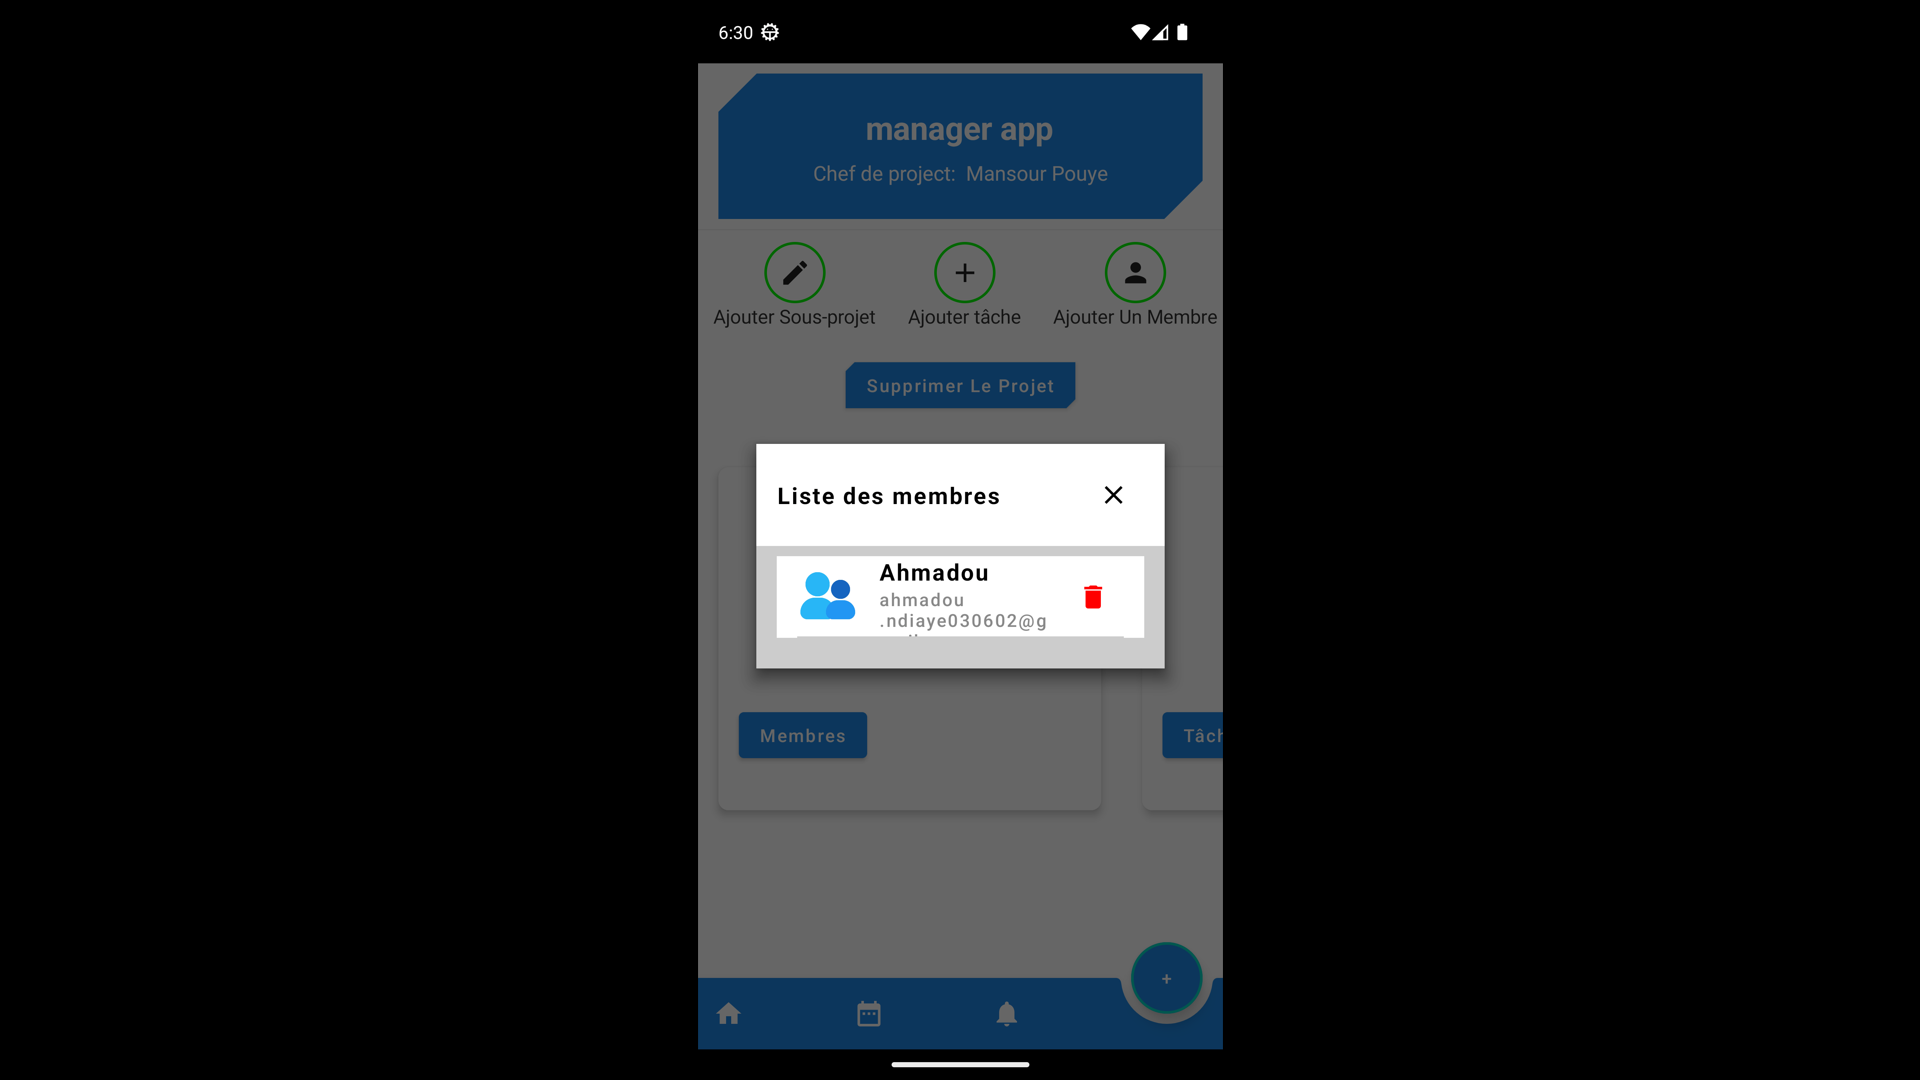 6:30
manager app
Chef de project: Mansour Pouye
Ajouter Sous-projet
Ajouter tâche
Ajouter Un Membre
Supprimer Le Projet
Liste des membres
Ahmadou
ahmadou
.ndiaye030602@g
Membres
Tâch
+